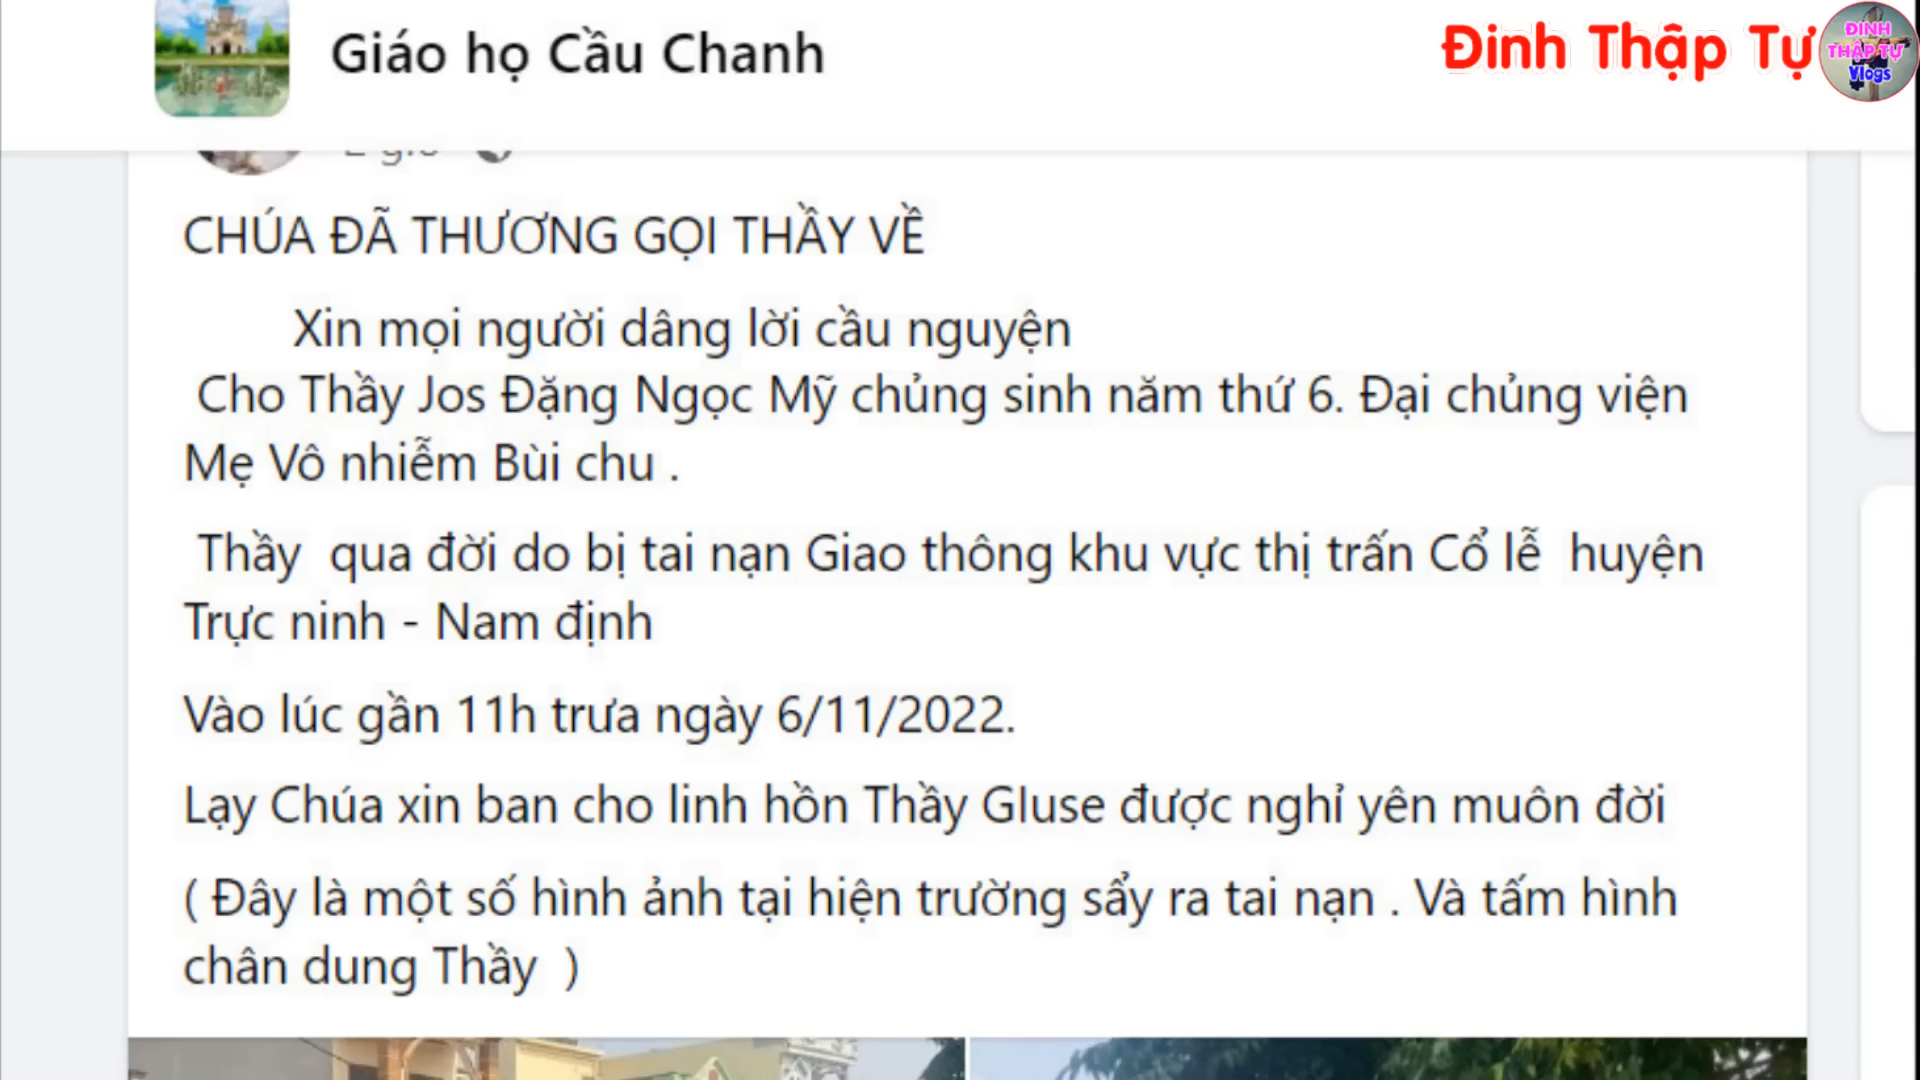 Giáo họ Cầu Chanh
Đinh Thập Tự
ĐINH
THẬP TỰ
Vlogs
CHÚA ĐÃ THƯƠNG GỌI THẦY VỀ
Xin mọi người dâng lời cầu nguyện
Cho Thầy Jos Đặng Ngọc Mỹ chủng sinh năm thứ 6. Đại chủng viện
Mẹ Vô nhiễm Bùi chu .
Thầy qua đời do bị tai nạn Giao thông khu vực thị trấn Cổ lễ huyện
Trực ninh - Nam định
Vào lúc gần 11h trưa ngày 6/11/2022.
Lạy Chúa xin ban cho linh hồn Thầy GIuse được nghỉ yên muôn đời
( Đây là một số hình ảnh tại hiện trường sẩy ra tai nạn . Và tấm hình
chân dung Thầy )